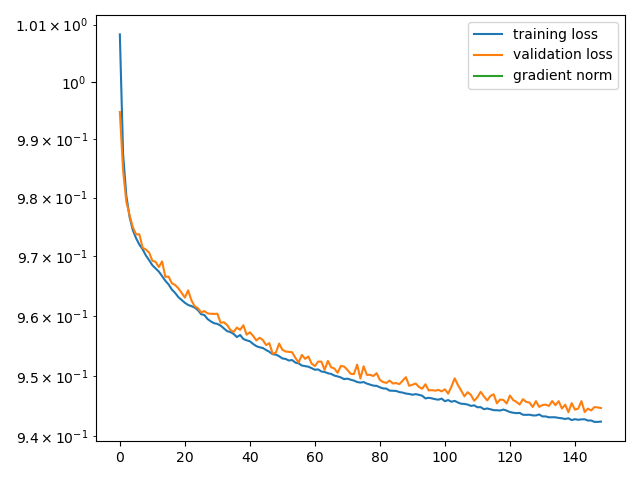 1.01 × 10⁰
10⁰
9.9 × 10⁻¹
9.8 × 10⁻¹
9.7 × 10⁻¹
9.6 × 10⁻¹
9.5 × 10⁻¹
9.4 × 10⁻¹
training loss
validation loss
gradient norm
0 20 40 60 80 100 120 140